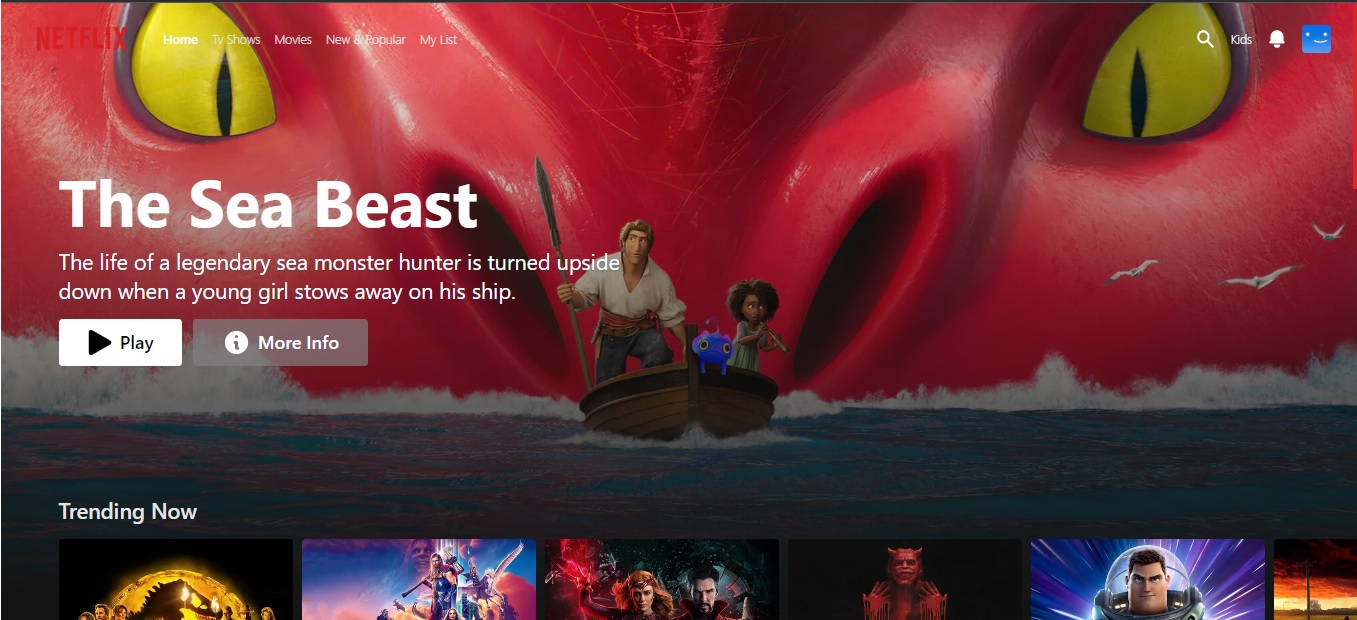 NETFLIX Home Tv Shows Movies New & Popular My List Kids
The Sea Beast
The life of a legendary sea monster hunter is turned upside
down when a young girl stows away on his ship.
Play More Info
Trending Now